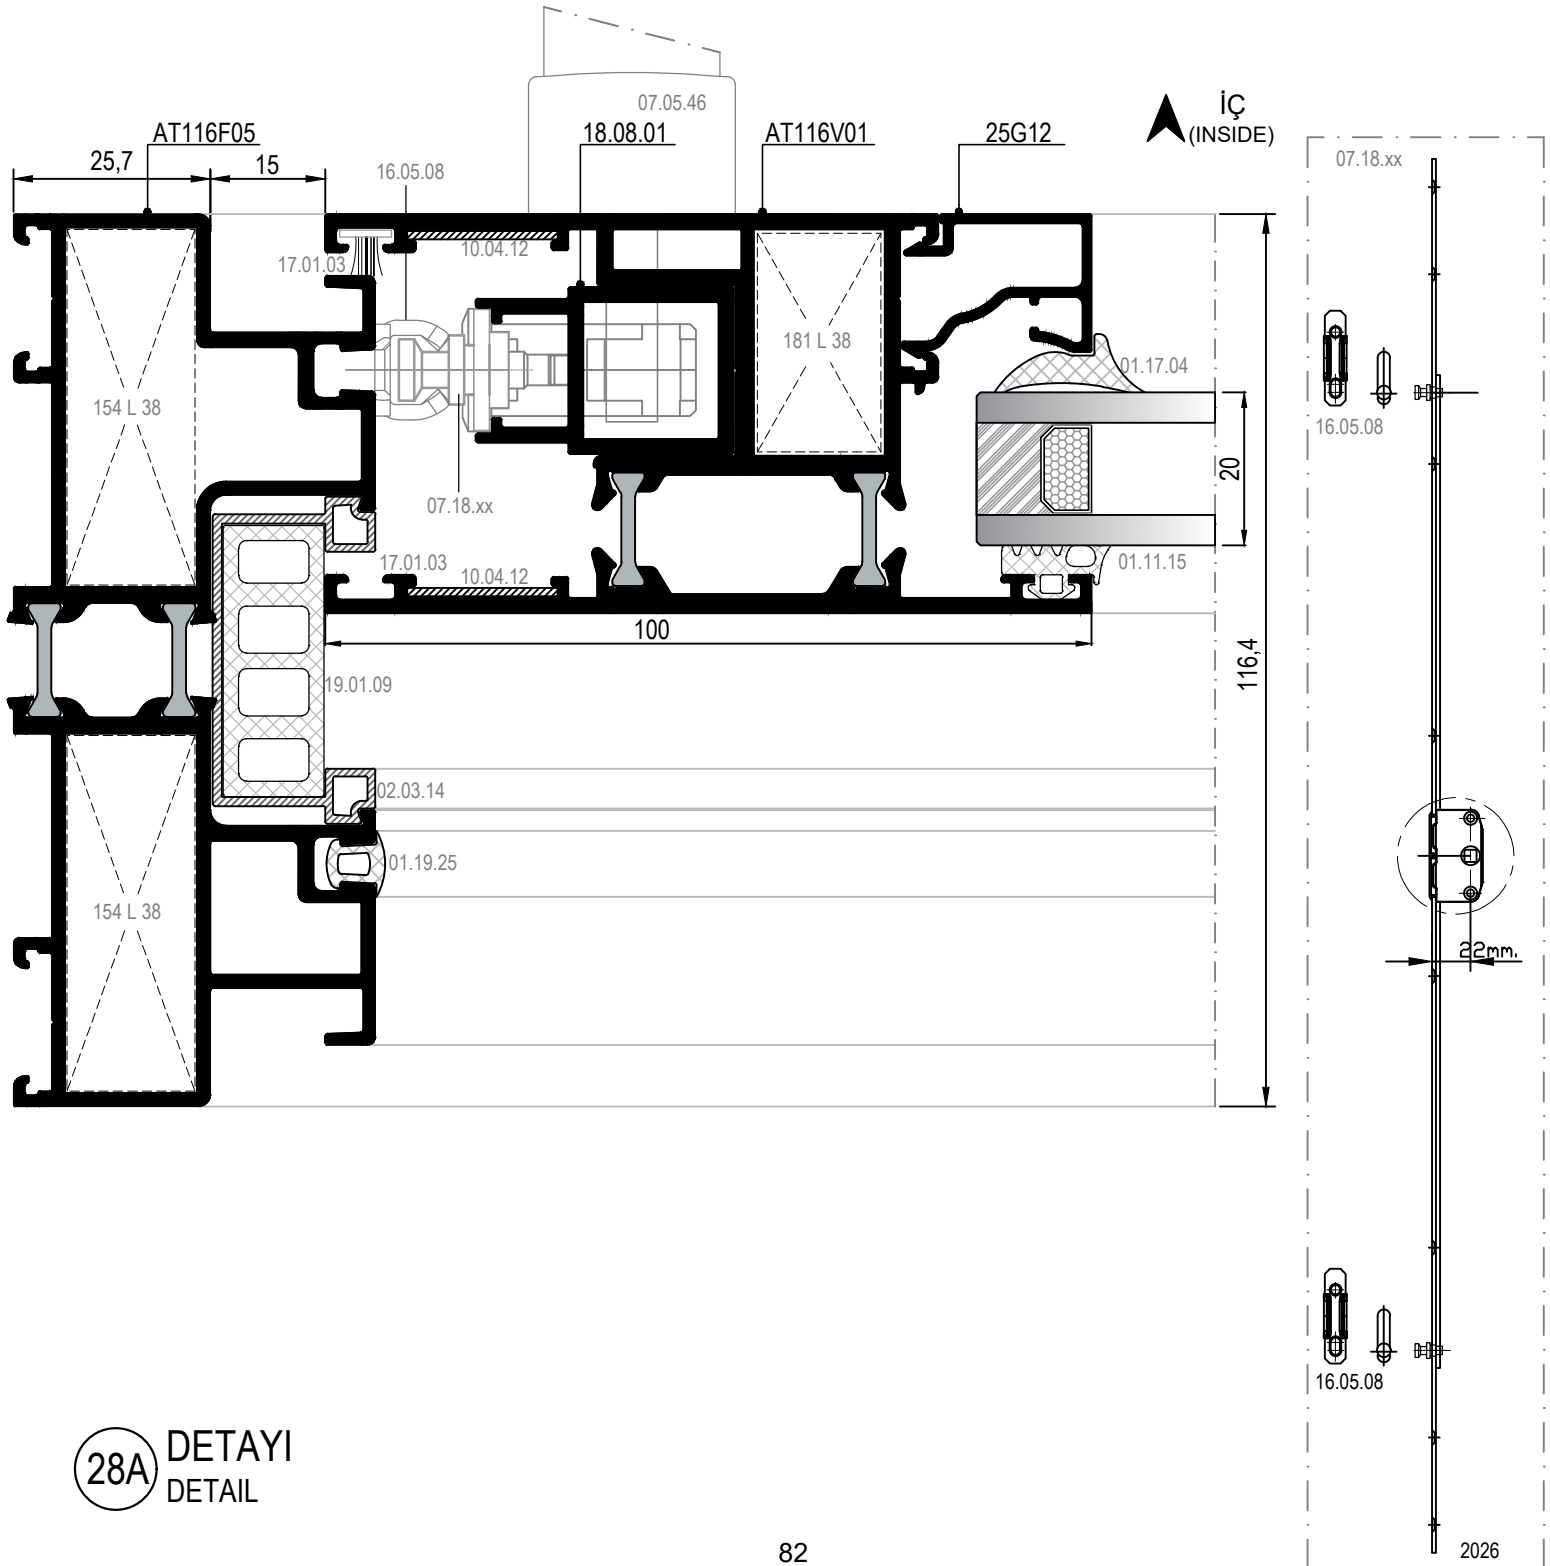 07.05.46
İÇ
(INSIDE)
AT116F05
18.08.01
AT116V01
25G12
25,7
15
16.05.08
07.18.xx
17.01.03
10.04.12
181 L 38
01.17.04
154 L 38
16.05.08
20
07.18.xx
17.01.03
10.04.12
01.11.15
100
116,4
19.01.09
02.03.14
01.19.25
154 L 38
22mm.
16.05.08
28A
DETAYI
DETAIL
82
2026